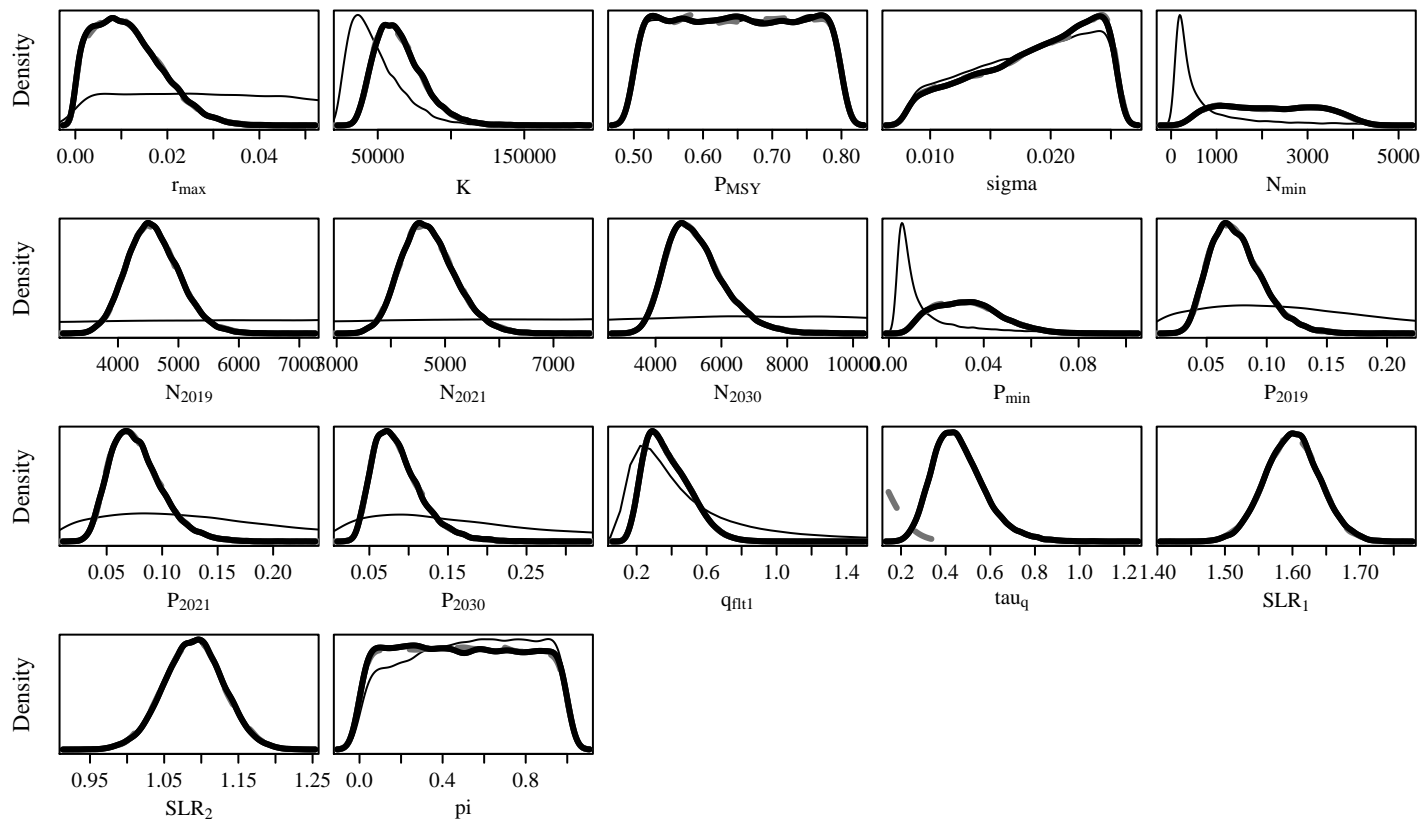 Density
0.00 0.02 0.04
50000 150000
0.50 0.60 0.70 0.80
0.010 0.020
0 1000 3000 5000
r_max K P_MSY sigma N_min
Density
4000 5000 6000 7000
3000 5000 7000
4000 6000 8000 10000
0.00 0.04 0.08
0.05 0.10 0.15 0.20
N_2019 N_2021 N_2030 P_min P_2019
Density
0.05 0.10 0.15 0.20
0.05 0.15 0.25
0.2 0.6 1.0 1.4
0.2 0.4 0.6 0.8 1.0 1.2
1.40 1.50 1.60 1.70
P_2021 P_2030 q_flt1 tau_q SLR_1
Density
0.95 1.05 1.15 1.25
0.0 0.4 0.8
SLR_2 pi